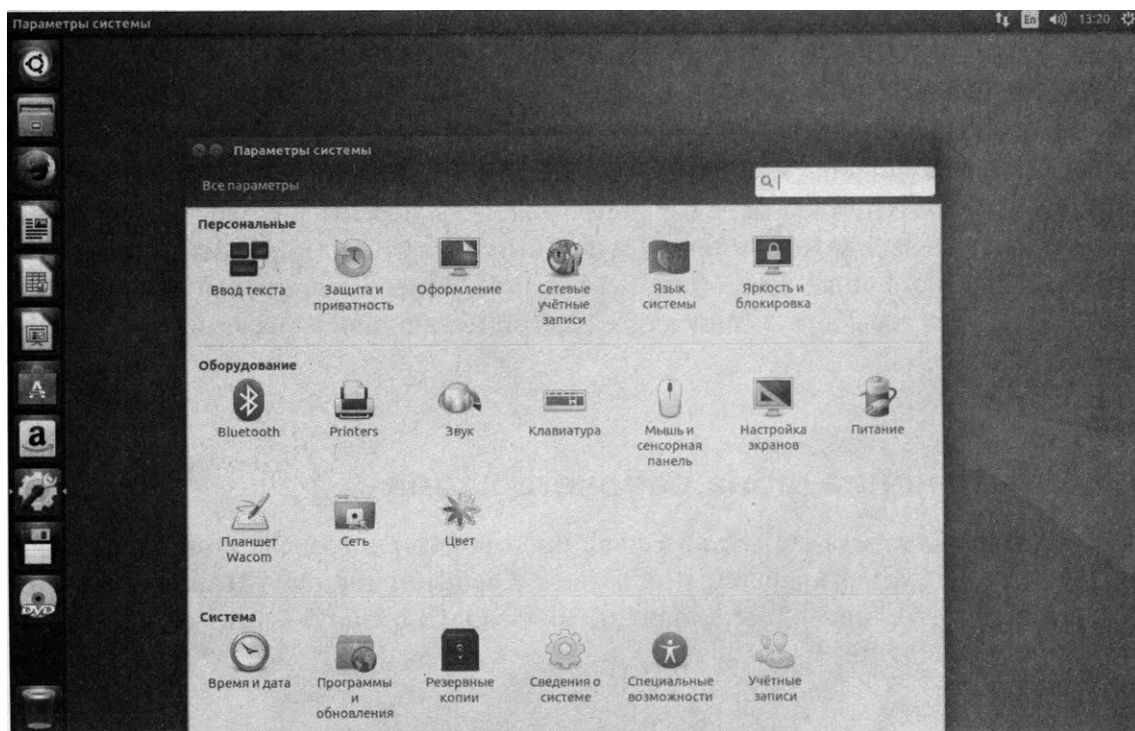 Параметры системы
En
13:20
Параметры системы
Все параметры
Персональные
Ввод текста
Защита и
приватность
Оформление
Сетевые
учётные
записи
Язык
системы
Яркость и
блокировка
Оборудование
Bluetooth
Printers
Звук
Клавиатура
Мышь и
сенсорная
панель
Настройка
экранов
Питание
Планшет
Wacom
Сеть
Цвет
Система
Время и дата
Программы
и
обновления
Резервные
копии
Сведения о
системе
Специальные
возможности
Учётные
записи
A
a
DVD